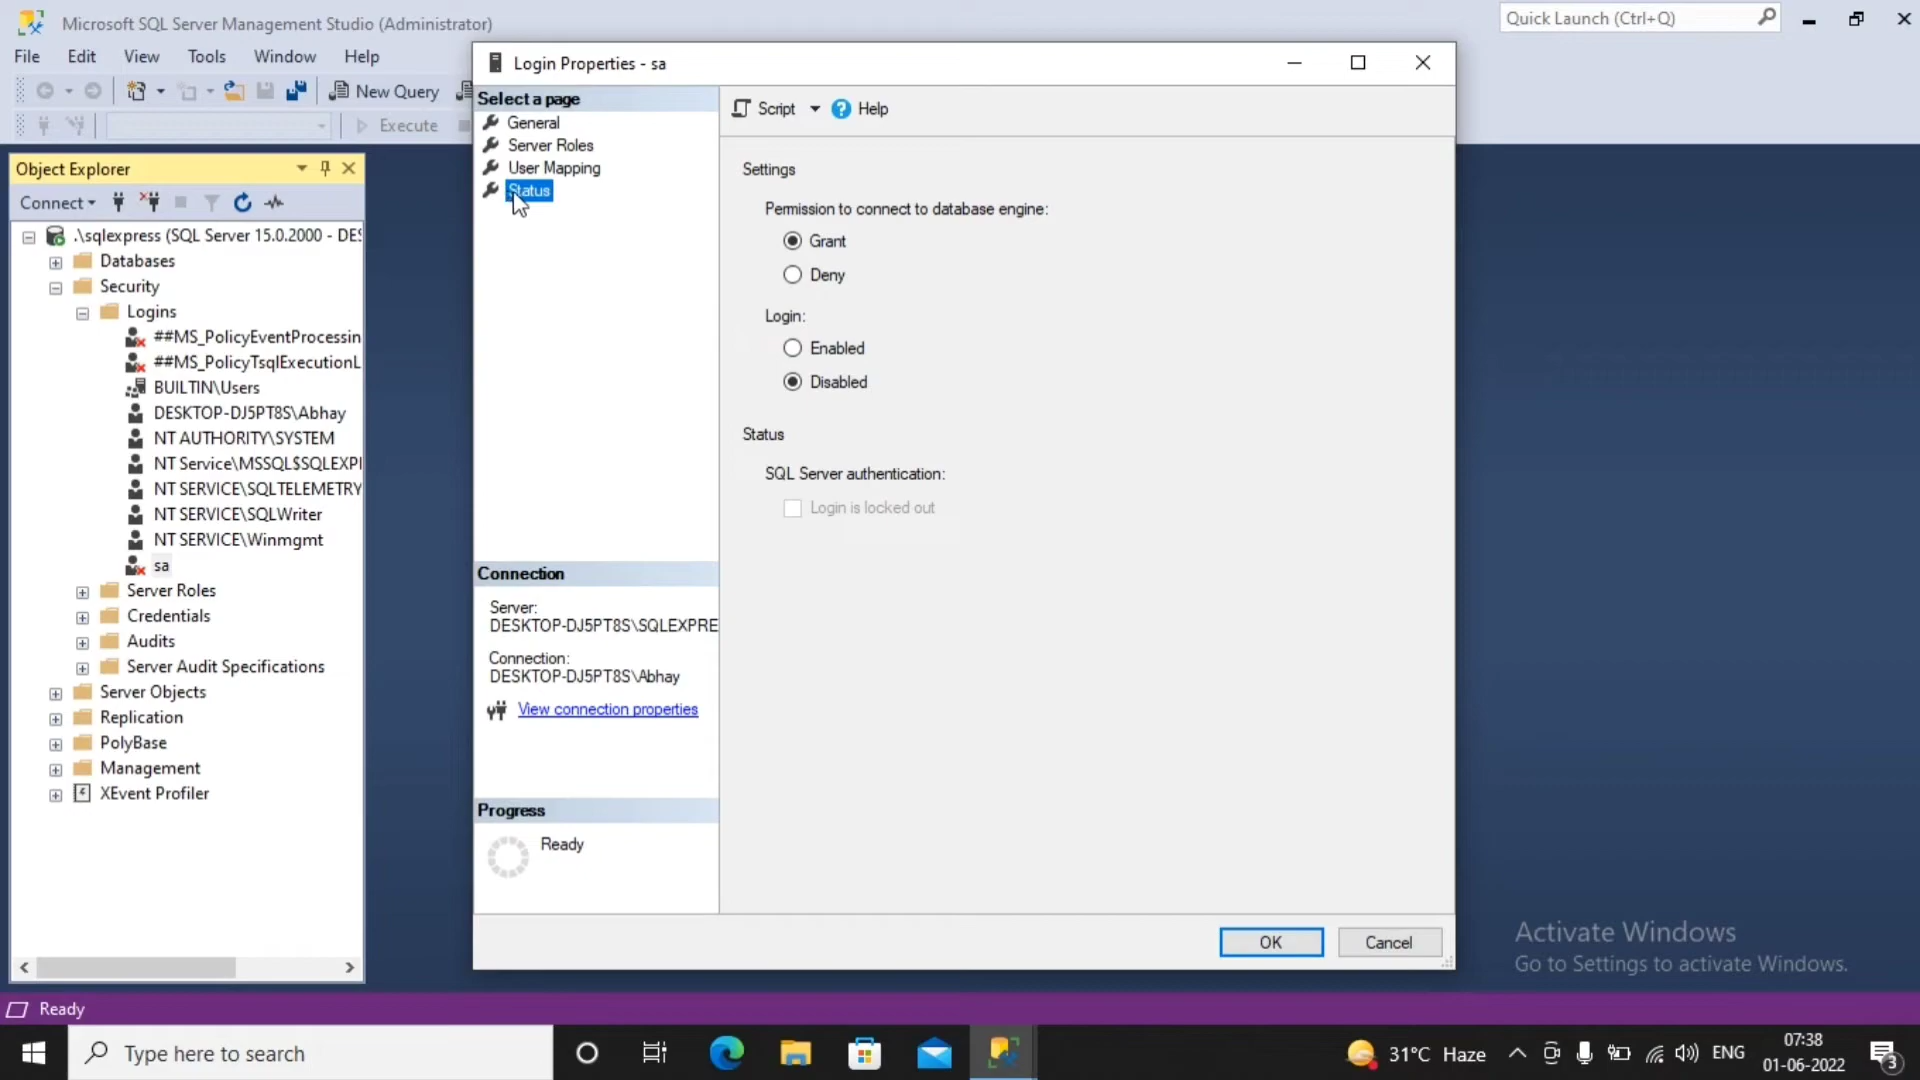 Microsoft SQL Server Management Studio (Administrator)
Quick Launch (Ctrl+Q)
File Edit View Tools Window Help
New Query
Execute
Object Explorer
Connect
.\sqlexpress (SQL Server 15.0.2000 - DES
Databases
Security
Logins
##MS_PolicyEventProcessin
##MS_PolicyTsqlExecutionL
BUILTIN\Users
DESKTOP-DJ5PT8S\Abhay
NT AUTHORITY\SYSTEM
NT Service\MSSQL$SQLEXPI
NT SERVICE\SQLTELEMETRY
NT SERVICE\SQLWriter
NT SERVICE\Winmgmt
sa
Server Roles
Credentials
Audits
Server Audit Specifications
Server Objects
Replication
PolyBase
Management
XEvent Profiler
Login Properties - sa
Select a page
General
Server Roles
User Mapping
Status
Connection
Server:
DESKTOP-DJ5PT8S\SQLEXPRE
Connection:
DESKTOP-DJ5PT8S\Abhay
View connection properties
Progress
Ready
Script Help
Settings
Permission to connect to database engine:
Grant
Deny
Login:
Enabled
Disabled
Status
SQL Server authentication:
Login is locked out
OK Cancel
Activate Windows
Go to Settings to activate Windows.
Ready
Type here to search
31°C Haze
ENG
07:38
01-06-2022
3